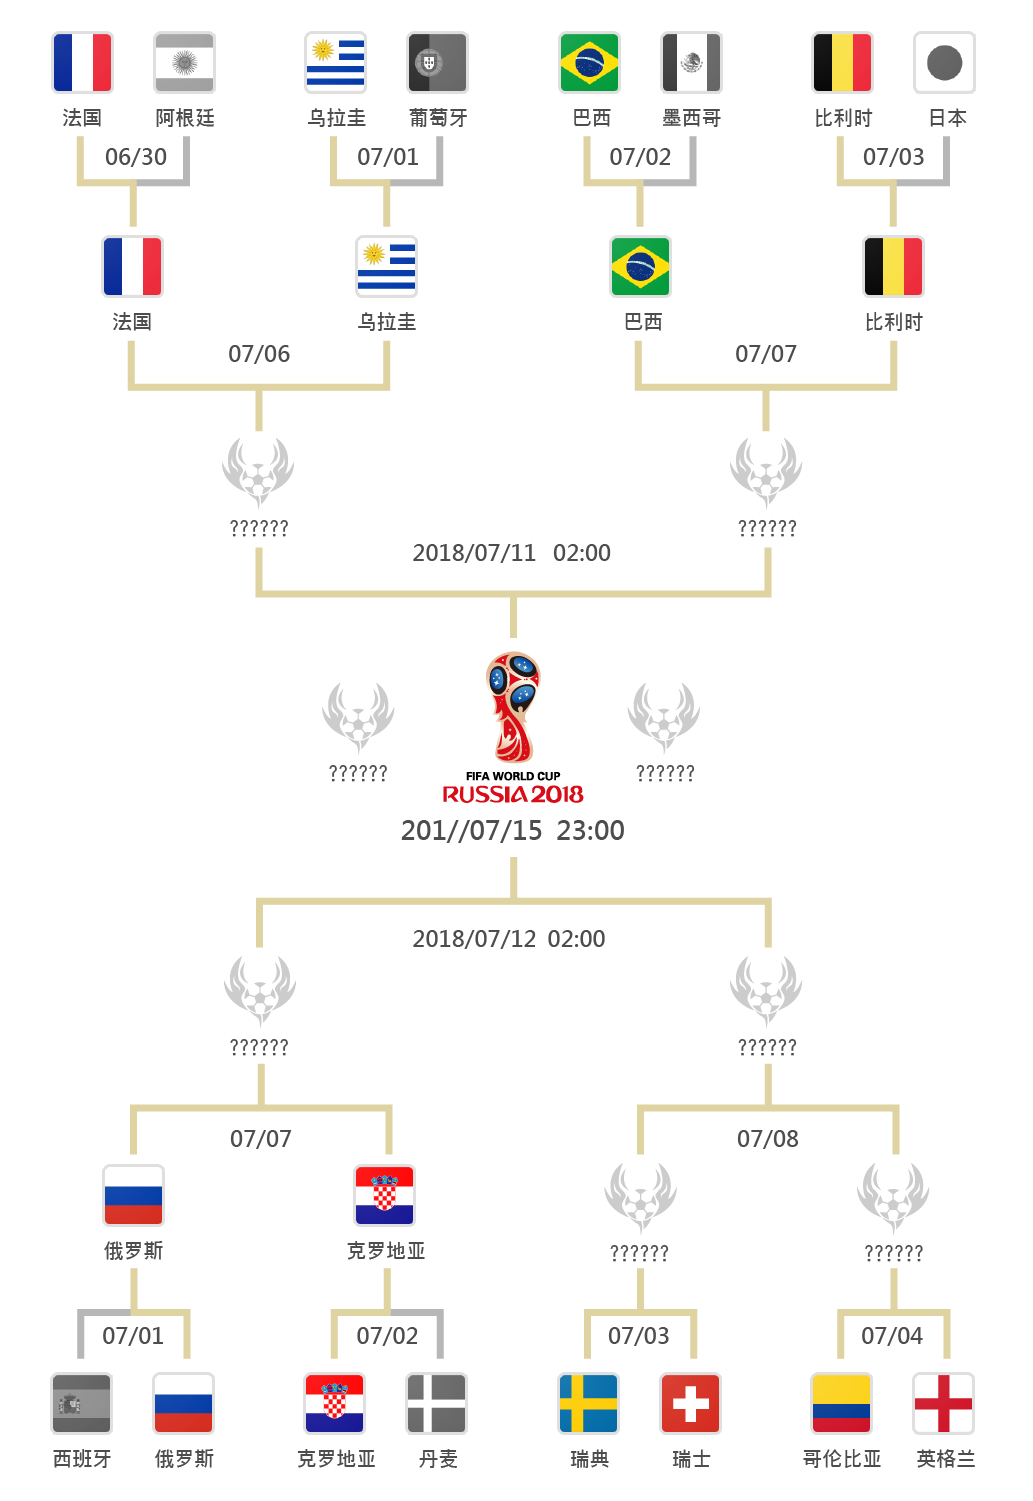 法国 阿根廷 乌拉圭 葡萄牙 巴西 墨西哥 比利时 日本
06/30 07/01 07/02 07/03
法国 乌拉圭 巴西 比利时
07/06 07/07
?????? ??????
2018/07/11 02:00
FIFA WORLD CUP
RUSSIA 2018
?????? ??????
201//07/15 23:00
2018/07/12 02:00
?????? ??????
07/07 07/08
俄罗斯 克罗地亚 ?????? ??????
07/01 07/02 07/03 07/04
西班牙 俄罗斯 克罗地亚 丹麦 瑞典 瑞士 哥伦比亚 英格兰